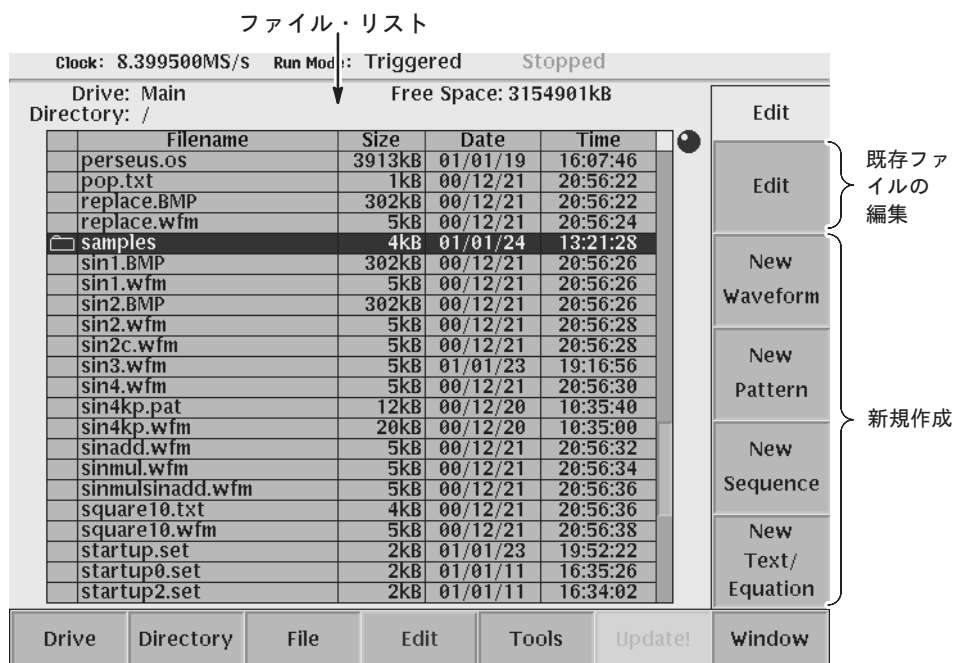 ファイル・リスト
Clock: 8.399500MS/s Run Mode: Triggered Stopped
Drive: Main Free Space: 3154901kB
Directory: /
Edit
Filename Size Date Time
perseus.os 3913kB 01/01/19 16:07:46
pop.txt 1kB 00/12/21 20:56:22
replace.BMP 302kB 00/12/21 20:56:22
replace.wfm 5kB 00/12/21 20:56:24
samples 4kB 01/01/24 13:21:28
sin1.BMP 302kB 00/12/21 20:56:26
sin1.wfm 5kB 00/12/21 20:56:26
sin2.BMP 302kB 00/12/21 20:56:26
sin2.wfm 5kB 00/12/21 20:56:28
sin2c.wfm 5kB 00/12/21 20:56:28
sin3.wfm 5kB 01/01/23 19:16:56
sin4.wfm 5kB 00/12/21 20:56:30
sin4kp.pat 12kB 00/12/20 10:35:40
sin4kp.wfm 20kB 00/12/20 10:35:00
sinadd.wfm 5kB 00/12/21 20:56:32
sinmul.wfm 5kB 00/12/21 20:56:34
sinmulsinadd.wfm 5kB 00/12/21 20:56:36
square10.txt 4kB 00/12/21 20:56:36
square10.wfm 5kB 00/12/21 20:56:38
startup.set 2kB 01/01/23 19:52:22
startup0.set 2kB 01/01/11 16:35:26
startup2.set 2kB 01/01/11 16:34:02
Edit
New
Waveform
New
Pattern
New
Sequence
New
Text/
Equation
既存ファ
イルの
編集
新規作成
Drive Directory File Edit Tools Update! Window